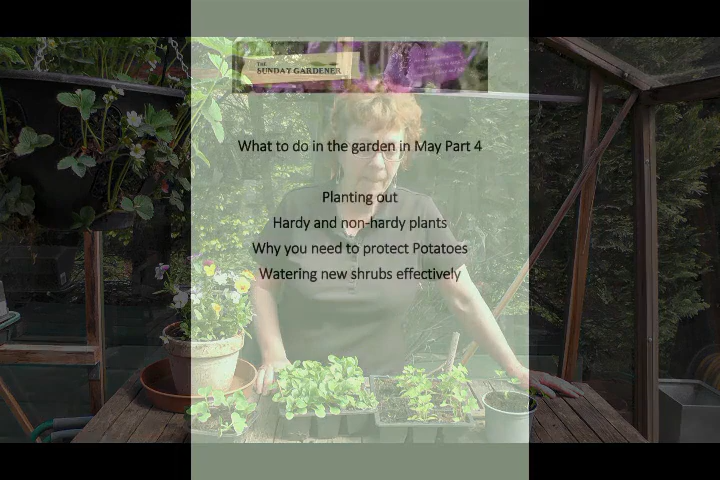 THE
SUNDAY GARDENER
What to do in the garden in May Part 4
Planting out
Hardy and non-hardy plants
Why you need to protect Potatoes
Watering new shrubs effectively